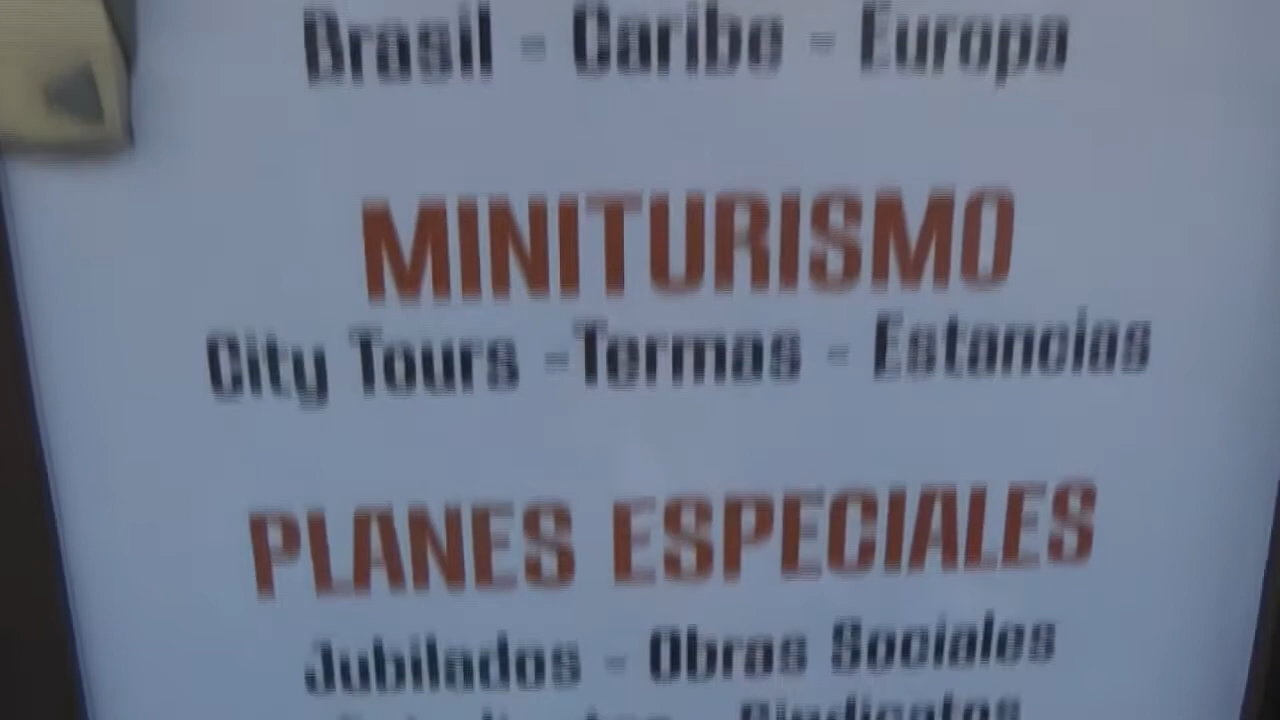 Brasil - Caribe - Europa
MINITURISMO
City Tours - Termas - Estancias
PLANES ESPECIALES
Jubilados - Obras Sociales